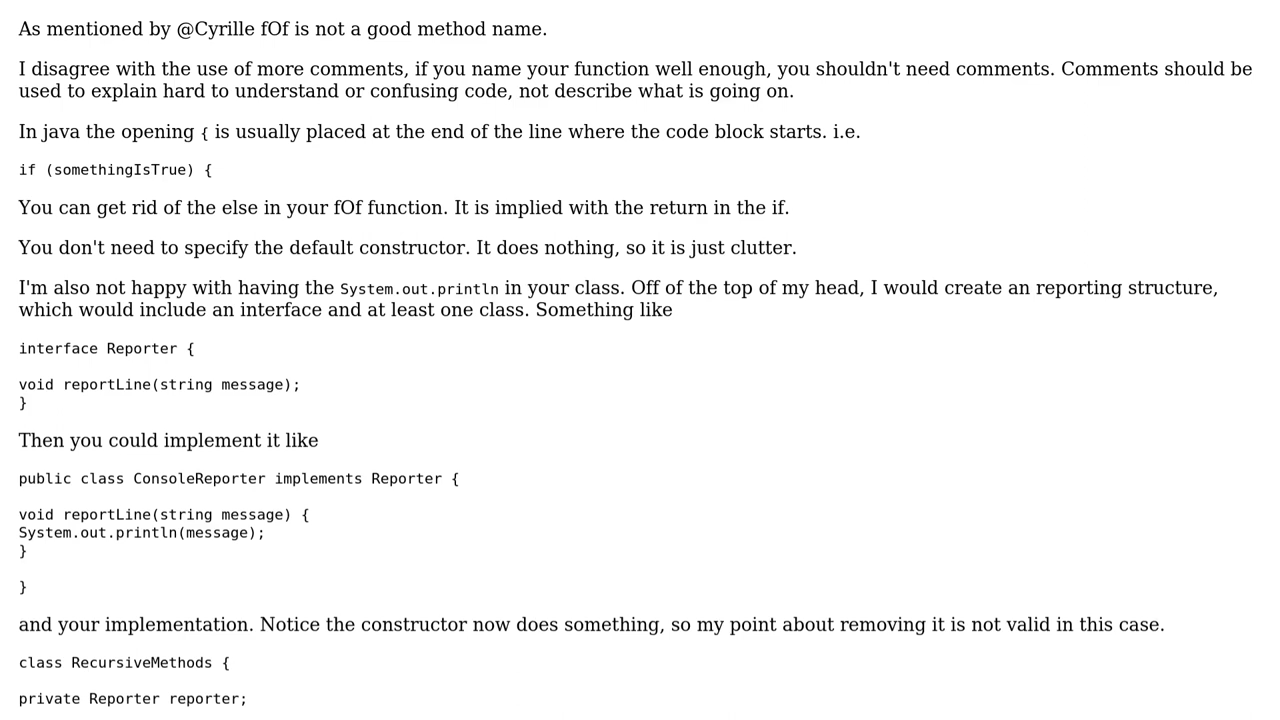 As mentioned by @Cyrille fOf is not a good method name.
I disagree with the use of more comments, if you name your function well enough, you shouldn't need comments. Comments should be
used to explain hard to understand or confusing code, not describe what is going on.
In java the opening { is usually placed at the end of the line where the code block starts. i.e.
if (somethingIsTrue) {
You can get rid of the else in your fOf function. It is implied with the return in the if.
You don't need to specify the default constructor. It does nothing, so it is just clutter.
I'm also not happy with having the System.out.println in your class. Off of the top of my head, I would create an reporting structure,
which would include an interface and at least one class. Something like
interface Reporter {
void reportLine(string message);
}
Then you could implement it like
public class ConsoleReporter implements Reporter {
void reportLine(string message) {
System.out.println(message);
}
}
and your implementation. Notice the constructor now does something, so my point about removing it is not valid in this case.
class RecursiveMethods {
private Reporter reporter;